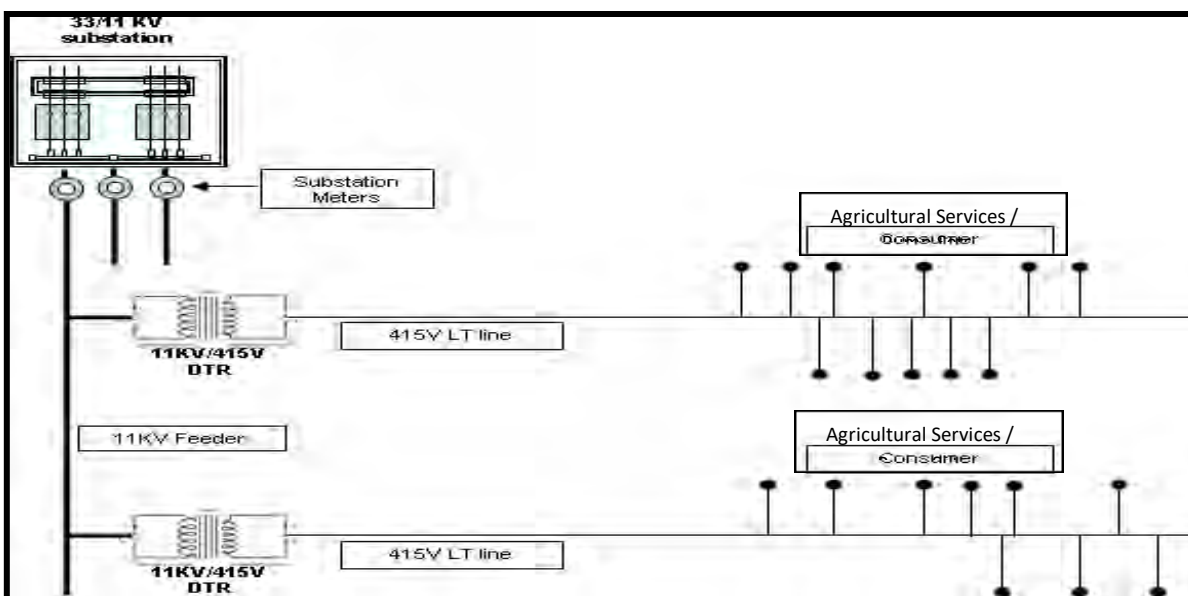 33/11 KV
substation
Substation
Meters
Agricultural Services /
Consumer
415V LT line
11KV/415V
DTR
11KV Feeder
Agricultural Services /
Consumer
415V LT line
11KV/415V
DTR